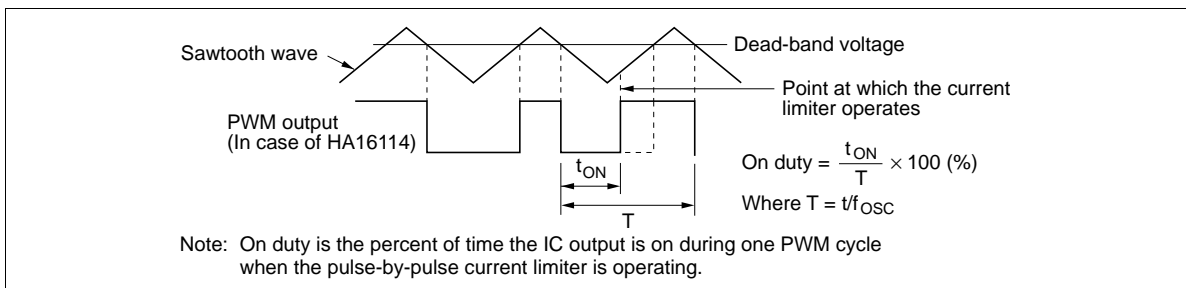 Sawtooth wave
Dead-band voltage
Point at which the current
limiter operates
PWM output
(In case of HA16114)
tON
T
On duty = tON/T × 100 (%)
Where T = t/fOSC
Note: On duty is the percent of time the IC output is on during one PWM cycle
when the pulse-by-pulse current limiter is operating.